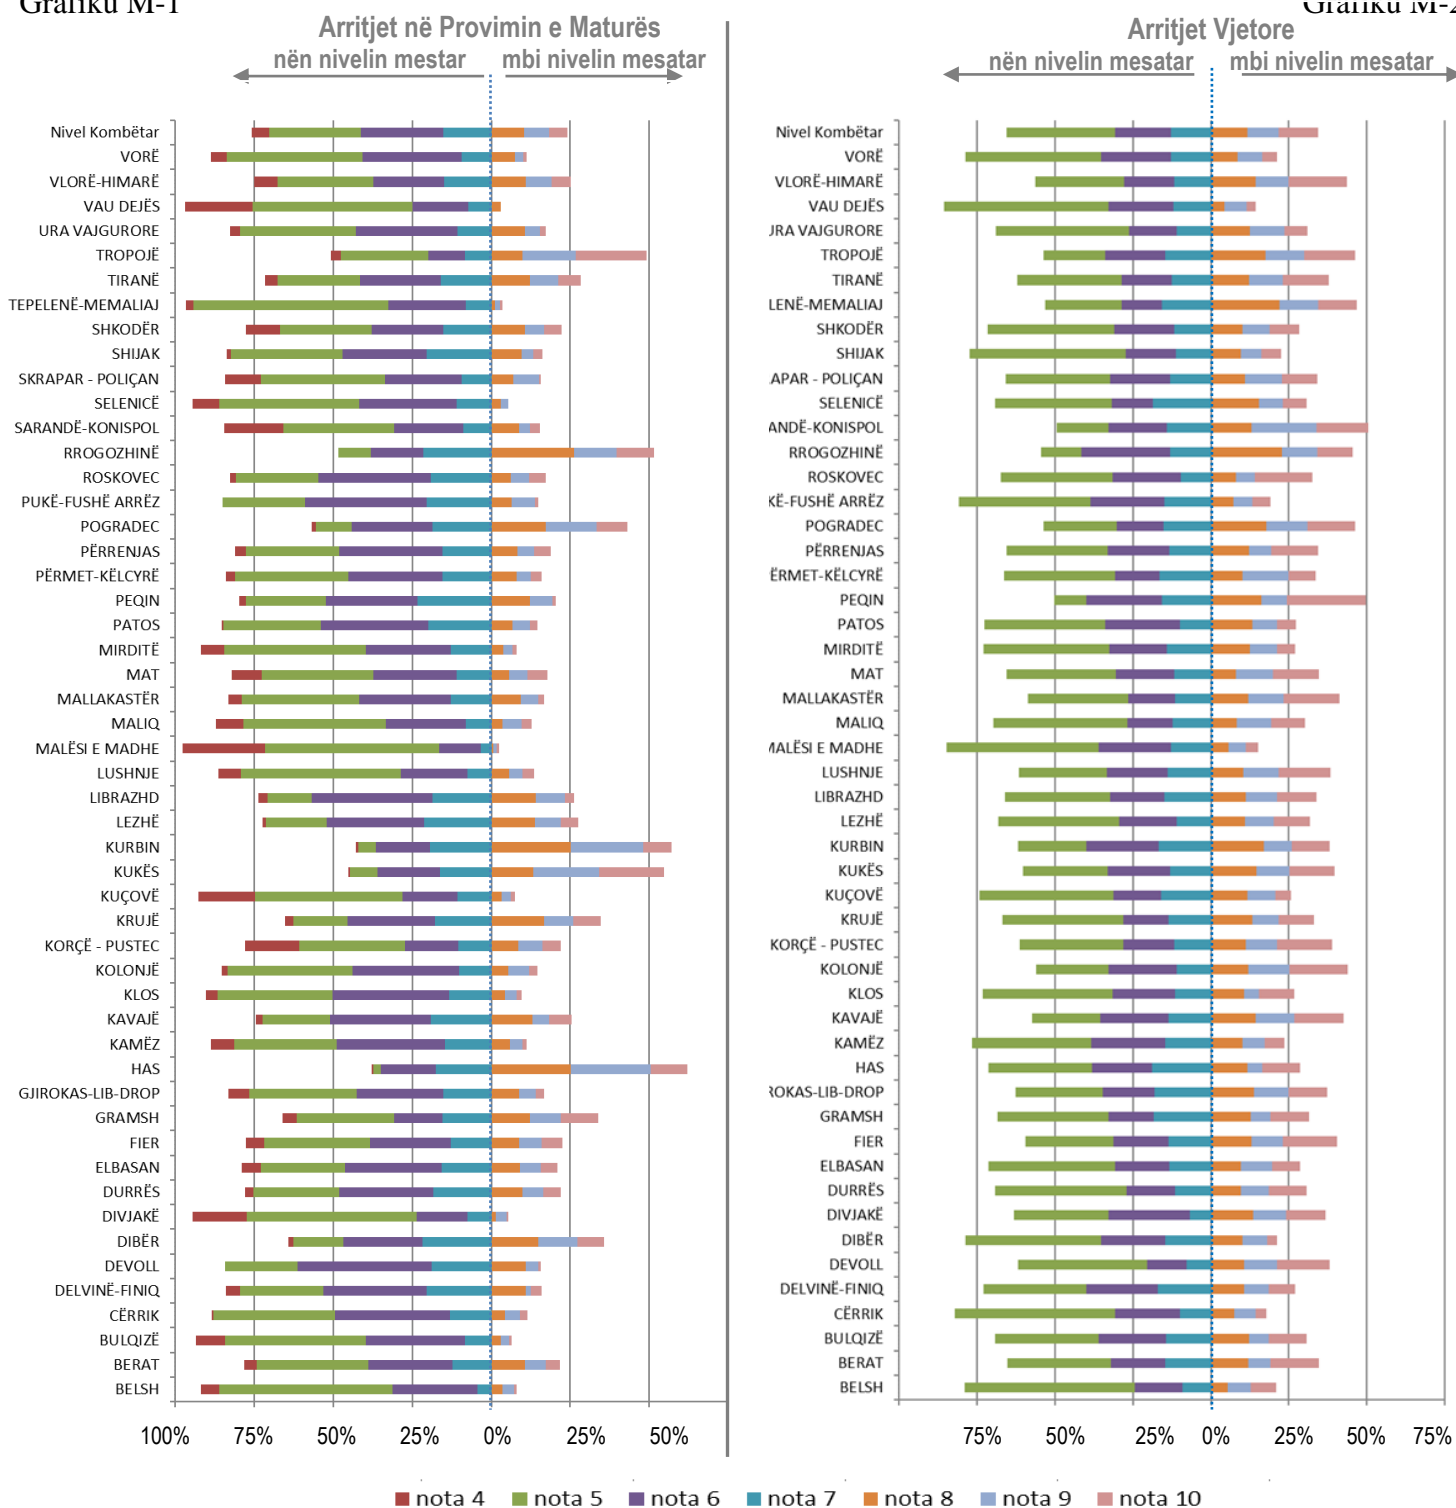 Grafiku M-1
Arritjet në Provimin e Maturës
nën nivelin mestar
mbi nivelin mesatar
Nivel Kombëtar
VORË
VLORË-HIMARË
VAU DEJËS
URA VAJGURORE
TROPOJË
TIRANË
TEPELENË-MEMALIAJ
SHKODËR
SHIJAK
SKRAPAR - POLIÇAN
SELENICË
SARANDË-KONISPOL
RROGOZHINË
ROSKOVEC
PUKË-FUSHË ARRËZ
POGRADEC
PËRRENJAS
PËRMET-KËLCYRË
PEQIN
PATOS
MIRDITË
MAT
MALLAKASTËR
MALIQ
MALËSI E MADHE
LUSHNJE
LIBRAZHD
LEZHË
KURBIN
KUKËS
KUÇOVË
KRUJË
KORÇË - PUSTEC
KOLONJË
KLOS
KAVAJË
KAMËZ
HAS
GJIROKAS-LIB-DROP
GRAMSH
FIER
ELBASAN
DURRËS
DIVJAKË
DIBËR
DEVOLL
DELVINË-FINIQ
CËRRIK
BULQIZË
BERAT
BELSH
100% 75% 50% 25% 0% 25% 50%
Grafiku M-2
Arritjet Vjetore
nën nivelin mesatar
mbi nivelin mesatar
Nivel Kombëtar
VORË
VLORË-HIMARË
VAU DEJËS
URA VAJGURORE
TROPOJË
TIRANË
LENË-MEMALIAJ
SHKODËR
SHIJAK
APAR - POLIÇAN
SELENICË
ANDË-KONISPOL
RROGOZHINË
ROSKOVEC
KË-FUSHË ARRËZ
POGRADEC
PËRRENJAS
ËRMET-KËLCYRË
PEQIN
PATOS
MIRDITË
MAT
MALLAKASTËR
MALIQ
MALËSI E MADHE
LUSHNJE
LIBRAZHD
LEZHË
KURBIN
KUKËS
KUÇOVË
KRUJË
KORÇË - PUSTEC
KOLONJË
KLOS
KAVAJË
KAMËZ
HAS
ROKAS-LIB-DROP
GRAMSH
FIER
ELBASAN
DURRËS
DIVJAKË
DIBËR
DEVOLL
DELVINË-FINIQ
CËRRIK
BULQIZË
BERAT
BELSH
75% 50% 25% 0% 25% 50% 75%
nota 4 nota 5 nota 6 nota 7 nota 8 nota 9 nota 10